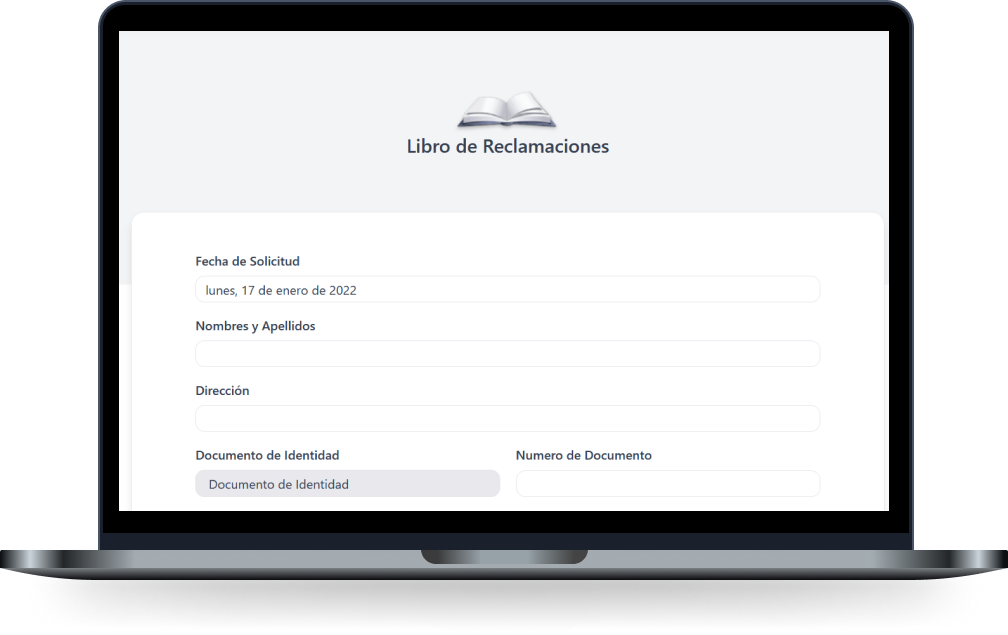 Libro de Reclamaciones
Fecha de Solicitud
lunes, 17 de enero de 2022
Nombres y Apellidos
Dirección
Documento de Identidad
Numero de Documento
Documento de Identidad